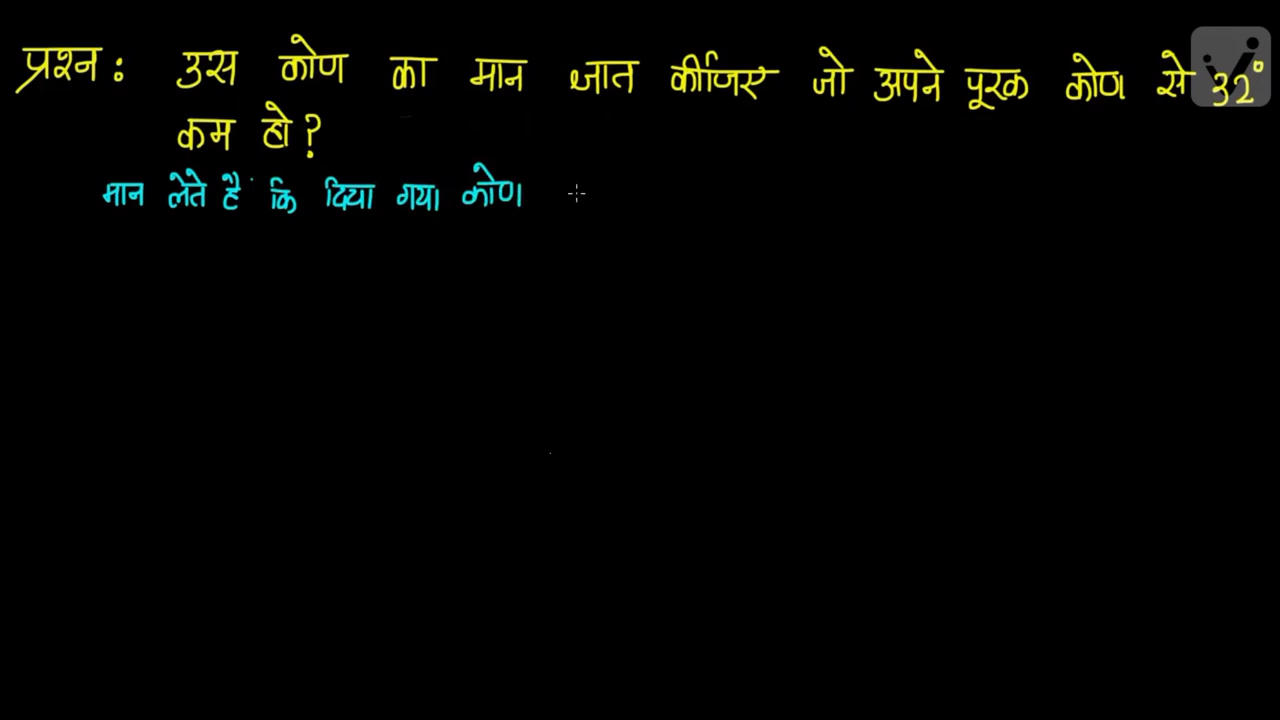 प्रश्न: उस कोण का मान ज्ञात कीजिए जो अपने पूरक कोण से 32°
कम हो?
मान लेते है कि दिया गया कोण